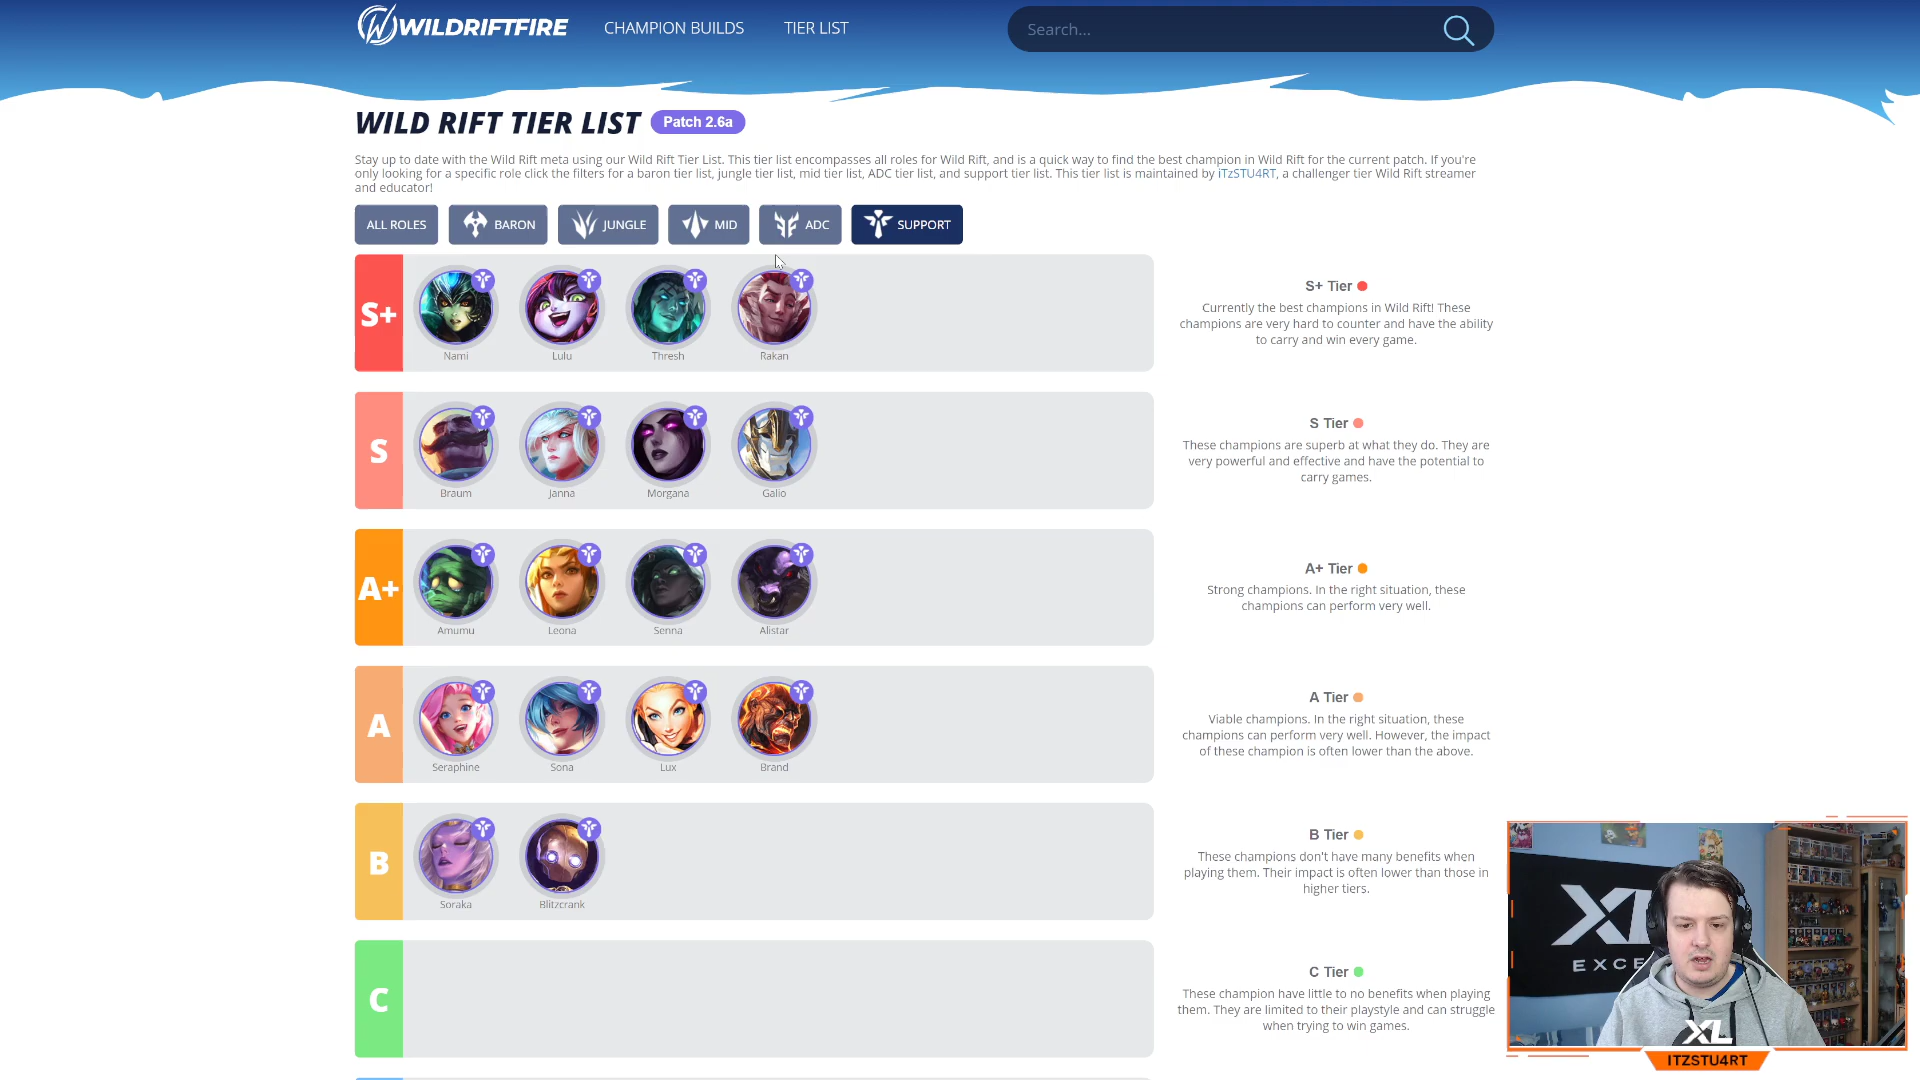 WILDRIFTFIRE
CHAMPION BUILDS
TIER LIST
Search...
WILD RIFT TIER LIST
Patch 2.6a
Stay up to date with the Wild Rift meta using our Wild Rift Tier List. This tier list encompasses all roles for Wild Rift, and is a quick way to find the best champion in Wild Rift for the current patch. If you're
only looking for a specific role click the filters for a baron tier list, jungle tier list, mid tier list, ADC tier list, and support tier list. This tier list is maintained by iTzSTU4RT, a challenger tier Wild Rift streamer
and educator!
ALL ROLES
BARON
JUNGLE
MID
ADC
SUPPORT
S+
Nami
Lulu
Thresh
Rakan
S+ Tier
Currently the best champions in Wild Rift! These
champions are very hard to counter and have the ability
to carry and win every game.
S
Braum
Janna
Morgana
Galio
S Tier
These champions are superb at what they do. They are
very powerful and effective and have the potential to
carry games.
A+
Amumu
Leona
Senna
Alistar
A+ Tier
Strong champions. In the right situation, these
champions can perform very well.
A
Seraphine
Sona
Lux
Brand
A Tier
Viable champions. In the right situation, these
champions can perform very well. However, the impact
of these champion is often lower than the above.
B
Soraka
Blitzcrank
B Tier
These champions don't have many benefits when
playing them. Their impact is often lower than those in
higher tiers.
C
C Tier
These champion have little to no benefits when playing
them. They are limited to their playstyle and can struggle
when trying to win games.
XL
EXCE
XL
ITZSTU4RT